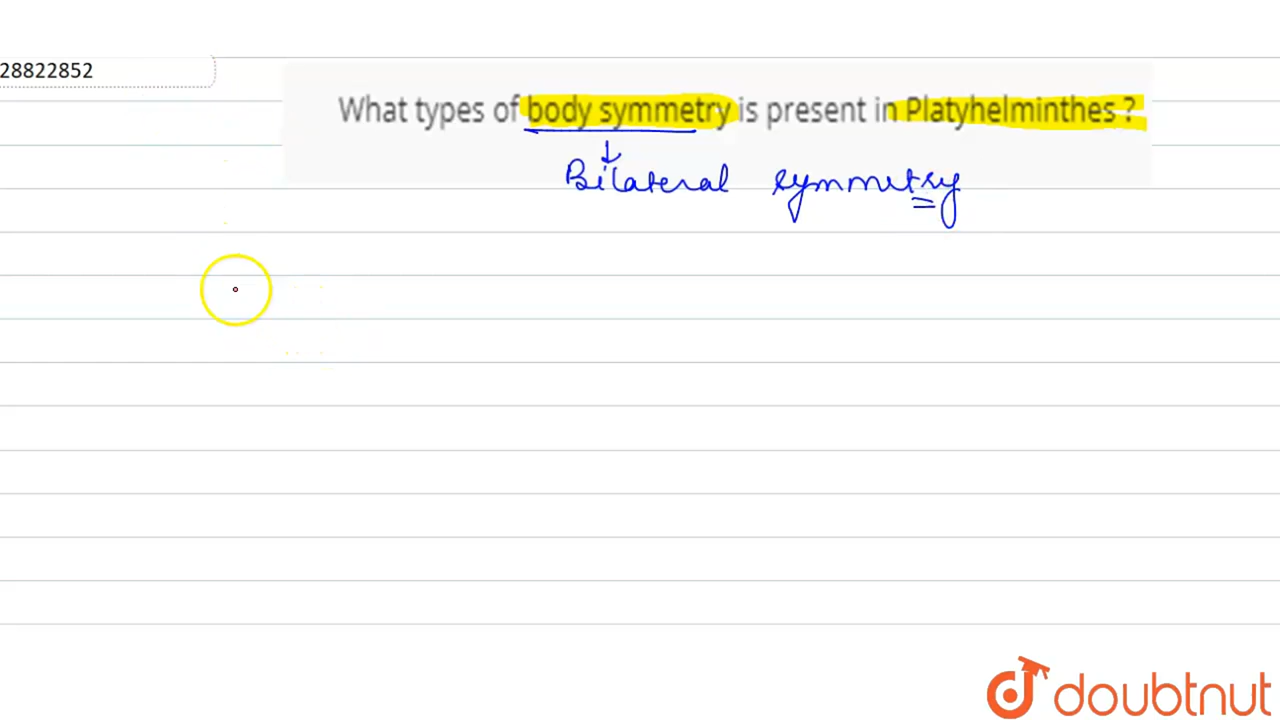 28822852
What types of body symmetry is present in Platyhelminthes ?
Bilateral symmetry
doubtnut